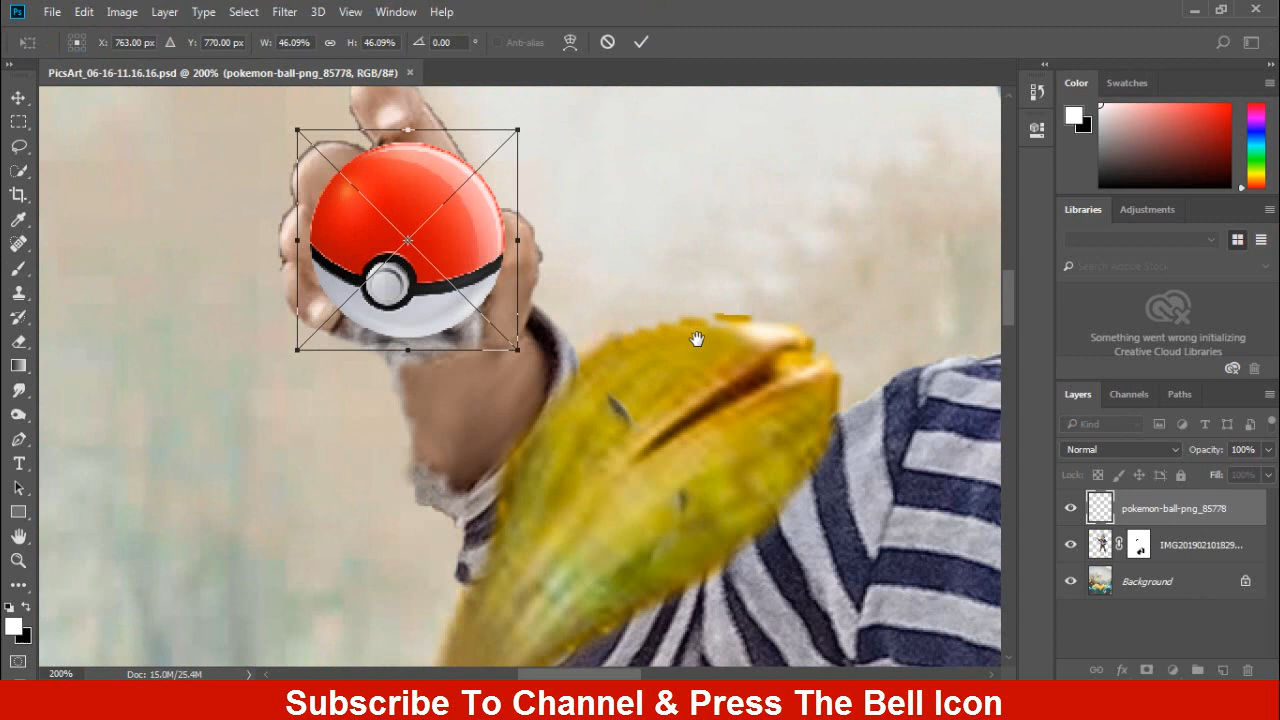 Ps File Edit Image Layer Type Select Filter 3D View Window Help
X: 763.00 px Y: 770.00 px W: 46.09% H: 46.09% 0.00 ° Anti-alias
PicsArt_06-16-11.16.16.psd @ 200% (pokemon-ball-png_85778, RGB/8#) ×
Color Swatches
Libraries Adjustments
Search Adobe Stock
Something went wrong initializing
Creative Cloud Libraries
Layers Channels Paths
Kind
Normal Opacity: 100%
Lock: Fill: 100%
pokemon-ball-png_85778
IMG201902101829...
Background
200% Doc: 15.0M/25.4M
Subscribe To Channel & Press The Bell Icon